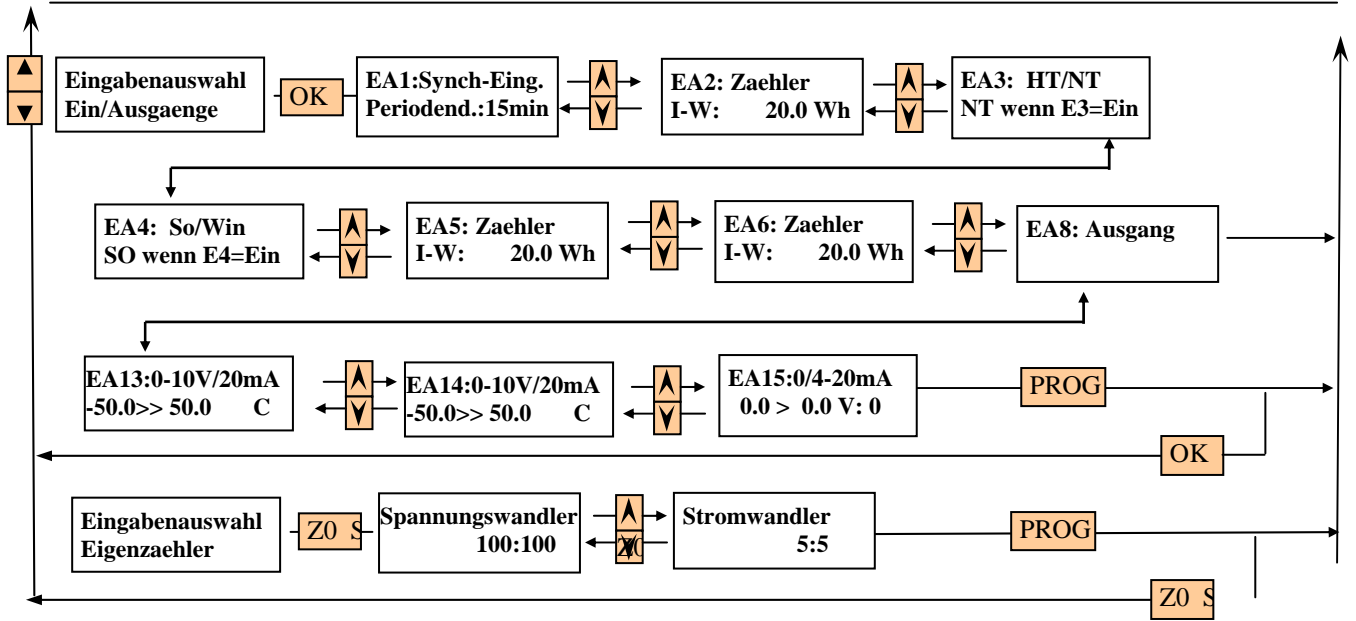 Eingabenauswahl
Ein/Ausgaenge
OK
EA1:Synch-Eing.
Periodend.:15min
EA2: Zaehler
I-W: 20.0 Wh
EA3: HT/NT
NT wenn E3=Ein
EA4: So/Win
SO wenn E4=Ein
EA5: Zaehler
I-W: 20.0 Wh
EA6: Zaehler
I-W: 20.0 Wh
EA8: Ausgang
EA13:0-10V/20mA
-50.0>> 50.0 C
EA14:0-10V/20mA
-50.0>> 50.0 C
EA15:0/4-20mA
0.0 > 0.0 V: 0
PROG
OK
Eingabenauswahl
Eigenzaehler
Z0 S
Spannungswandler
100:100
Stromwandler
5:5
PROG
Z0 S